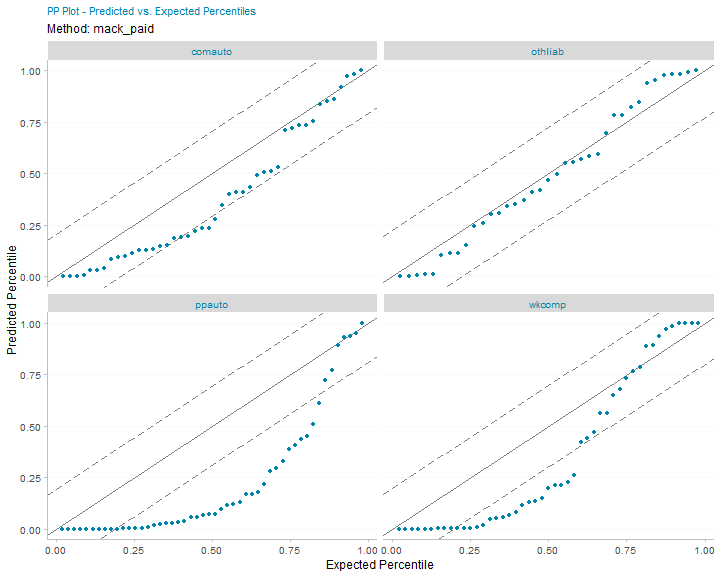 PP Plot - Predicted vs. Expected Percentiles
Method: mack_paid
comauto
othliab
1.00
0.75
0.50
0.25
0.00
ppauto
wkcomp
1.00
0.75
0.50
0.25
0.00
Predicted Percentile
0.00 0.25 0.50 0.75 1.00 0.00 0.25 0.50 0.75 1.00
Expected Percentile